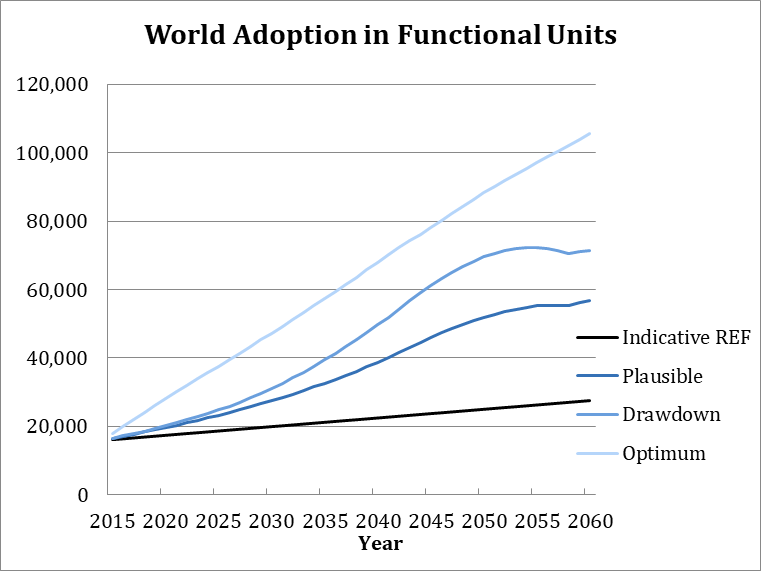 World Adoption in Functional Units
120,000
100,000
80,000
60,000
40,000
20,000
0
2015 2020 2025 2030 2035 2040 2045 2050 2055 2060
Year
Indicative REF
Plausible
Drawdown
Optimum